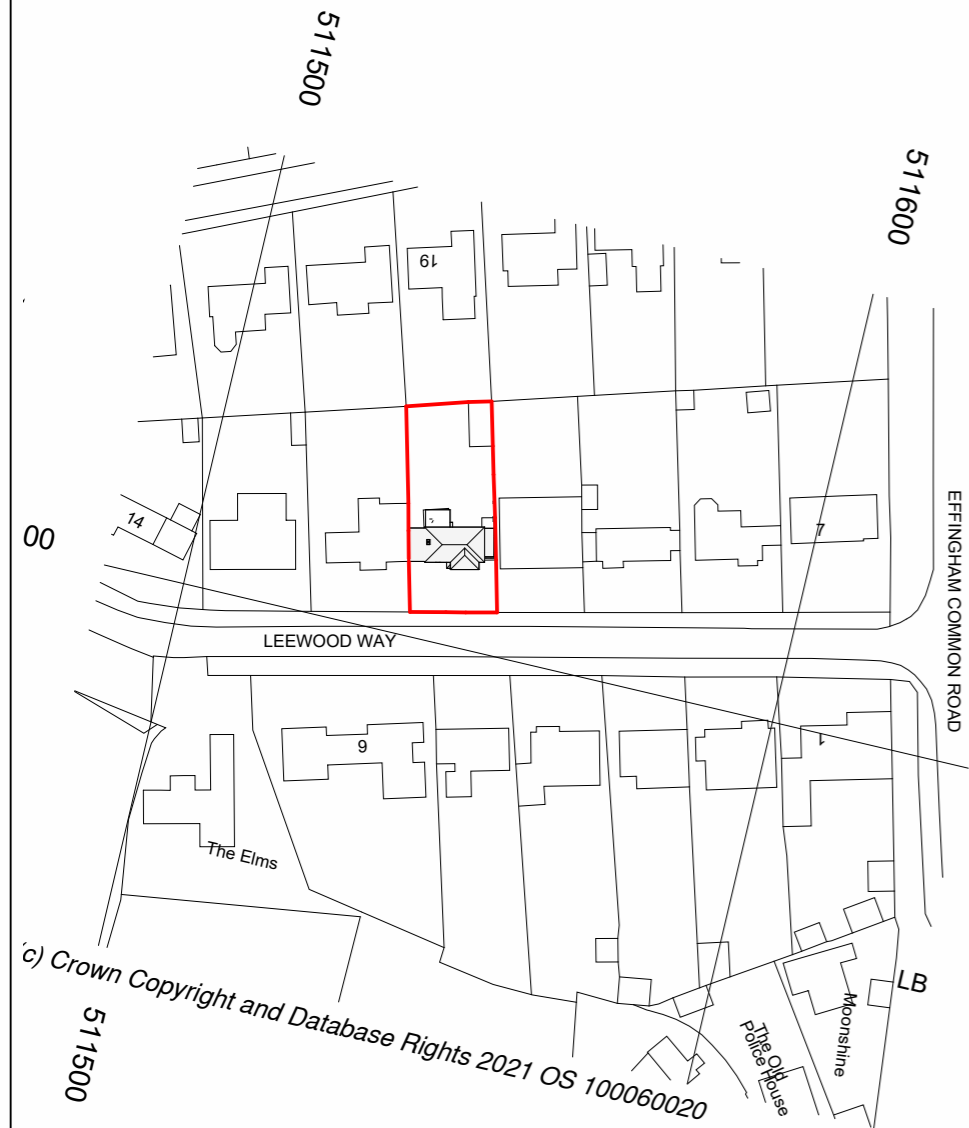 511500
511600
19
14
7
00
LEEWOOD WAY
EFFINGHAM COMMON ROAD
9
1
The Elms
(c) Crown Copyright and Database Rights 2021 OS 100060020
LB
Moonshine
The Old
Police House
511500